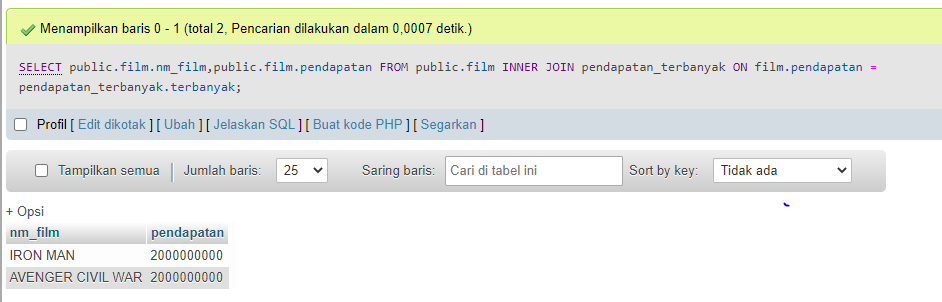 Menampilkan baris 0 - 1 (total 2, Pencarian dilakukan dalam 0,0007 detik.)
SELECT public.film.nm_film,public.film.pendapatan FROM public.film INNER JOIN pendapatan_terbanyak ON film.pendapatan =
pendapatan_terbanyak.terbanyak;
Profil [ Edit dikotak ] [ Ubah ] [ Jelaskan SQL ] [ Buat kode PHP ] [ Segarkan ]
Tampilkan semua Jumlah baris: 25 Saring baris: Cari di tabel ini Sort by key: Tidak ada
+ Opsi
nm_film pendapatan
IRON MAN 2000000000
AVENGER CIVIL WAR 2000000000